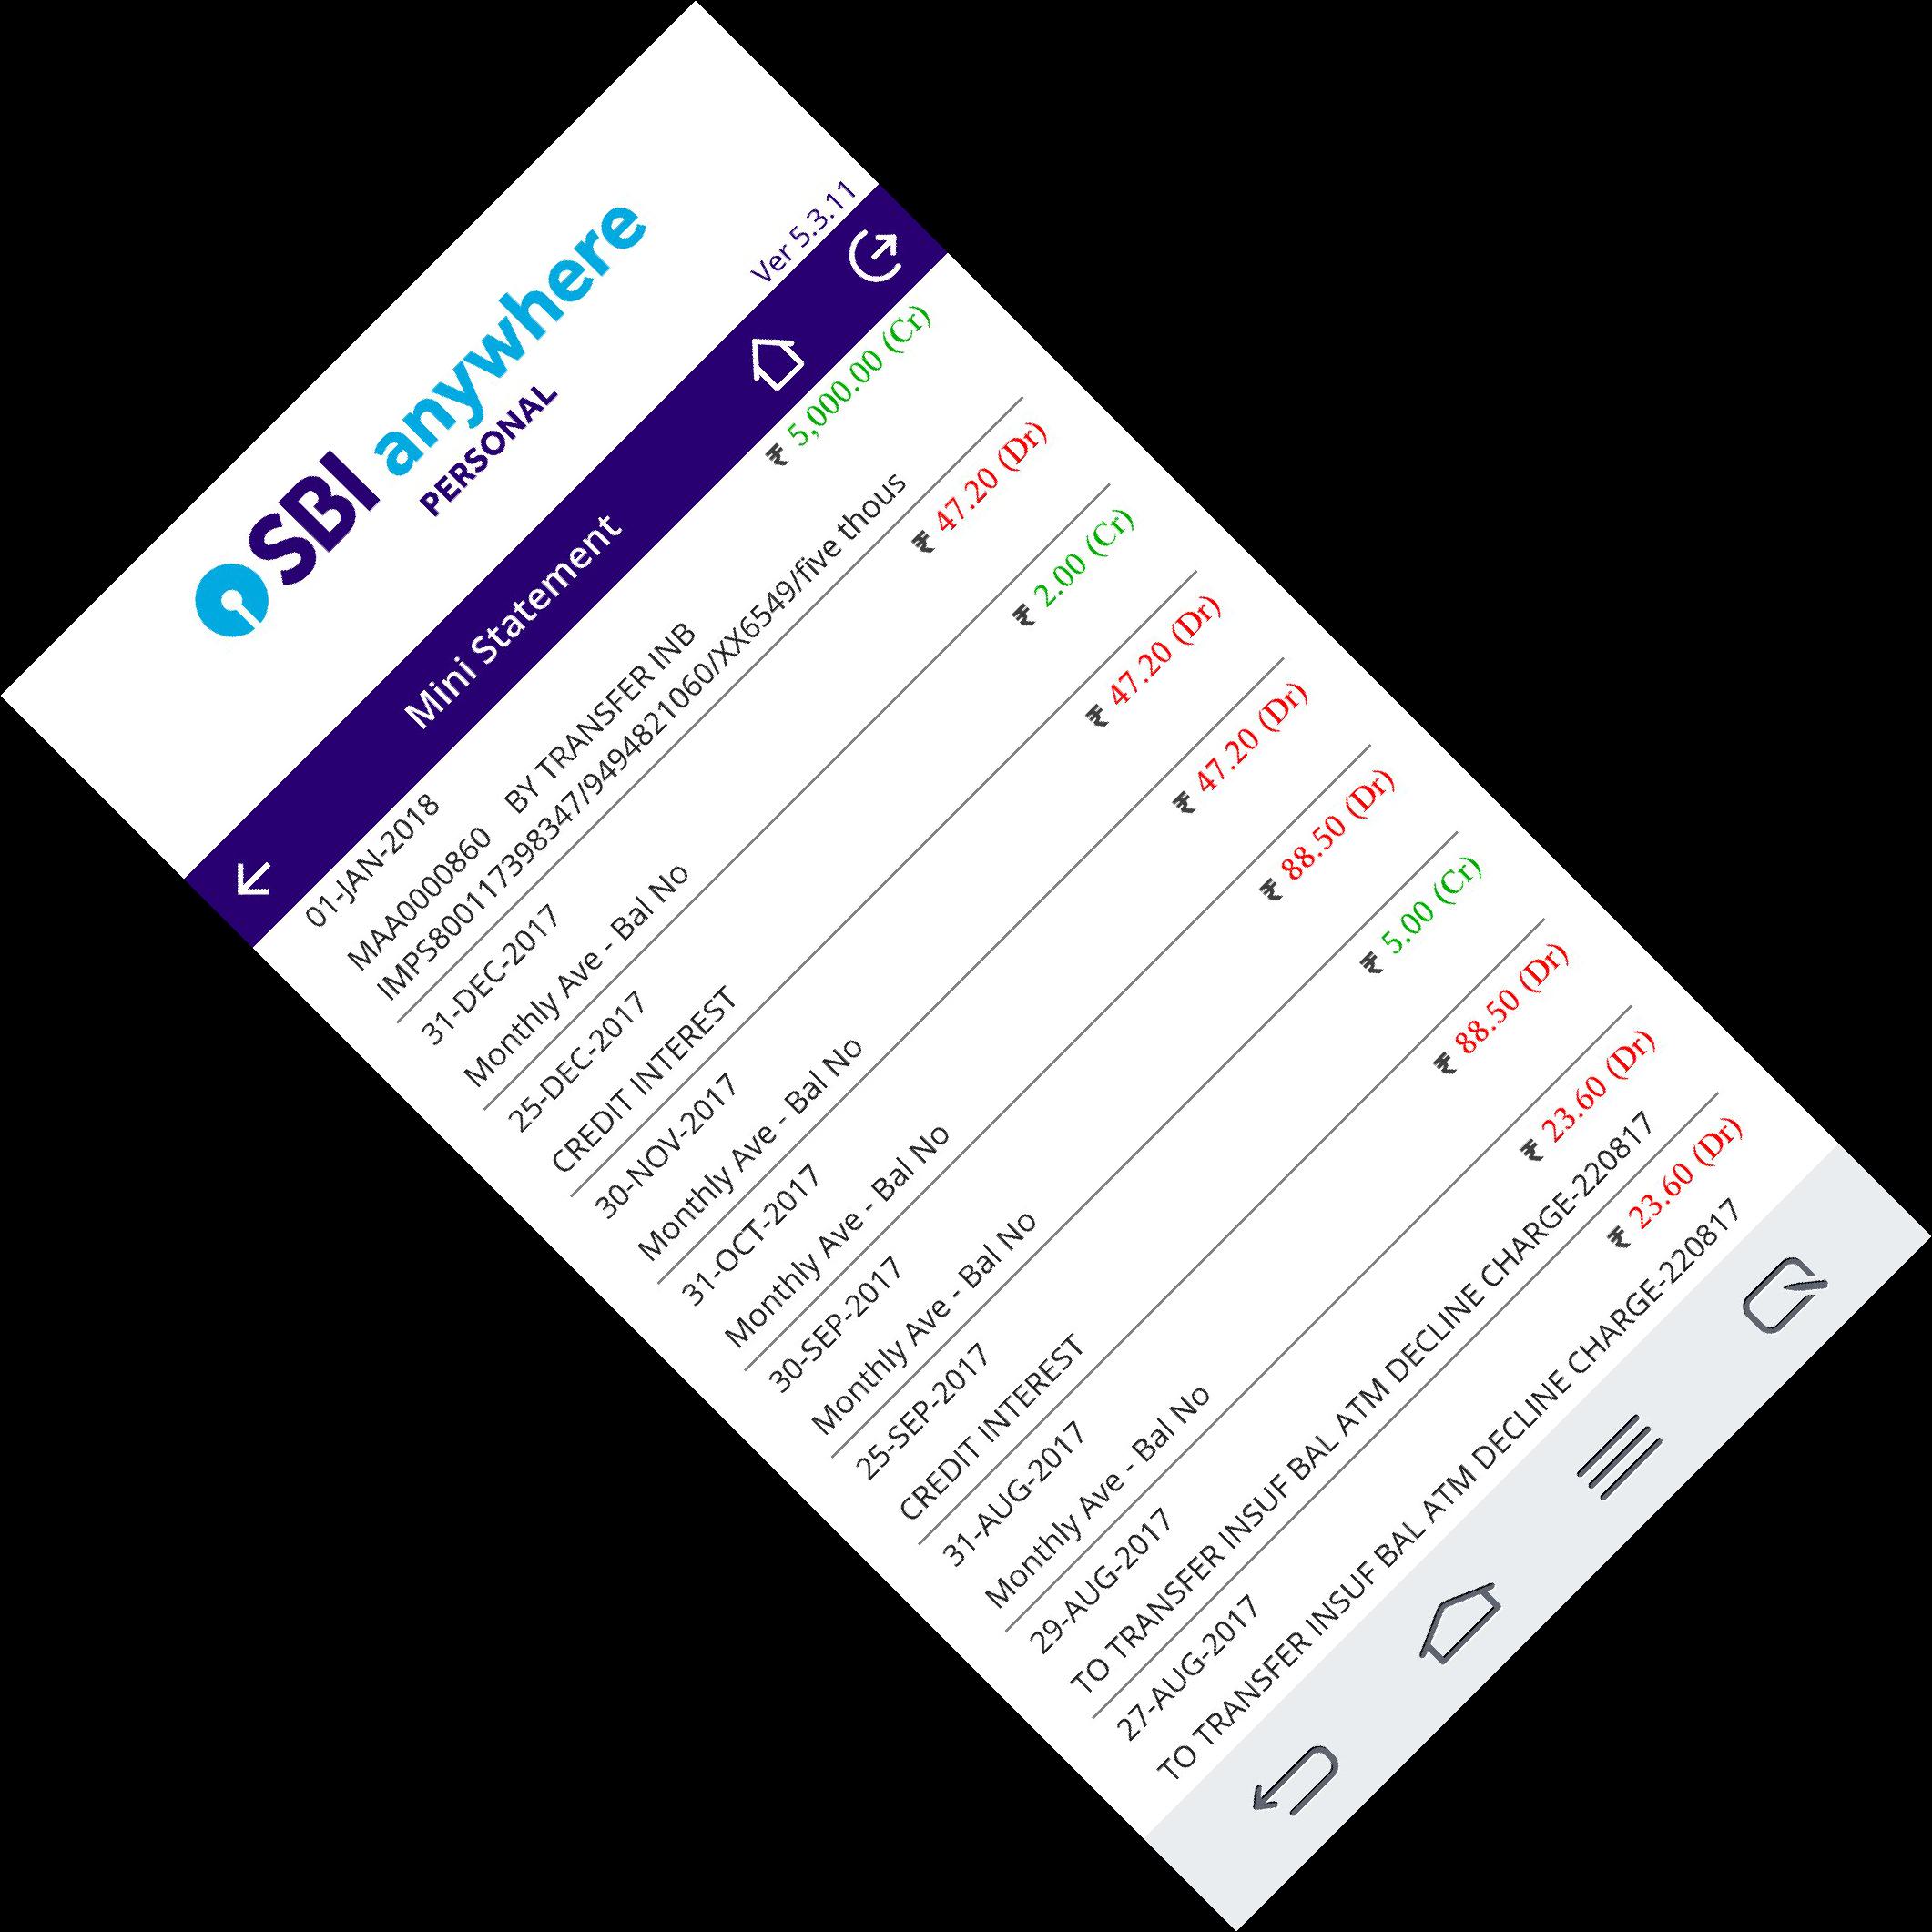 SBI anywhere
PERSONAL
Ver 5.3.11
Mini Statement
01-JAN-2018 ₹ 5,000.00 (Cr)
MAA0000860 BY TRANSFER INB
IMPS800117398347/9494821060/XX6549/five thous
31-DEC-2017 ₹ 47.20 (Dr)
Monthly Ave - Bal No
25-DEC-2017 ₹ 2.00 (Cr)
CREDIT INTEREST
30-NOV-2017 ₹ 47.20 (Dr)
Monthly Ave - Bal No
31-OCT-2017 ₹ 47.20 (Dr)
Monthly Ave - Bal No
30-SEP-2017 ₹ 88.50 (Dr)
Monthly Ave - Bal No
25-SEP-2017 ₹ 5.00 (Cr)
CREDIT INTEREST
31-AUG-2017 ₹ 88.50 (Dr)
Monthly Ave - Bal No
29-AUG-2017 ₹ 23.60 (Dr)
TO TRANSFER INSUF BAL ATM DECLINE CHARGE-220817
27-AUG-2017 ₹ 23.60 (Dr)
TO TRANSFER INSUF BAL ATM DECLINE CHARGE-220817